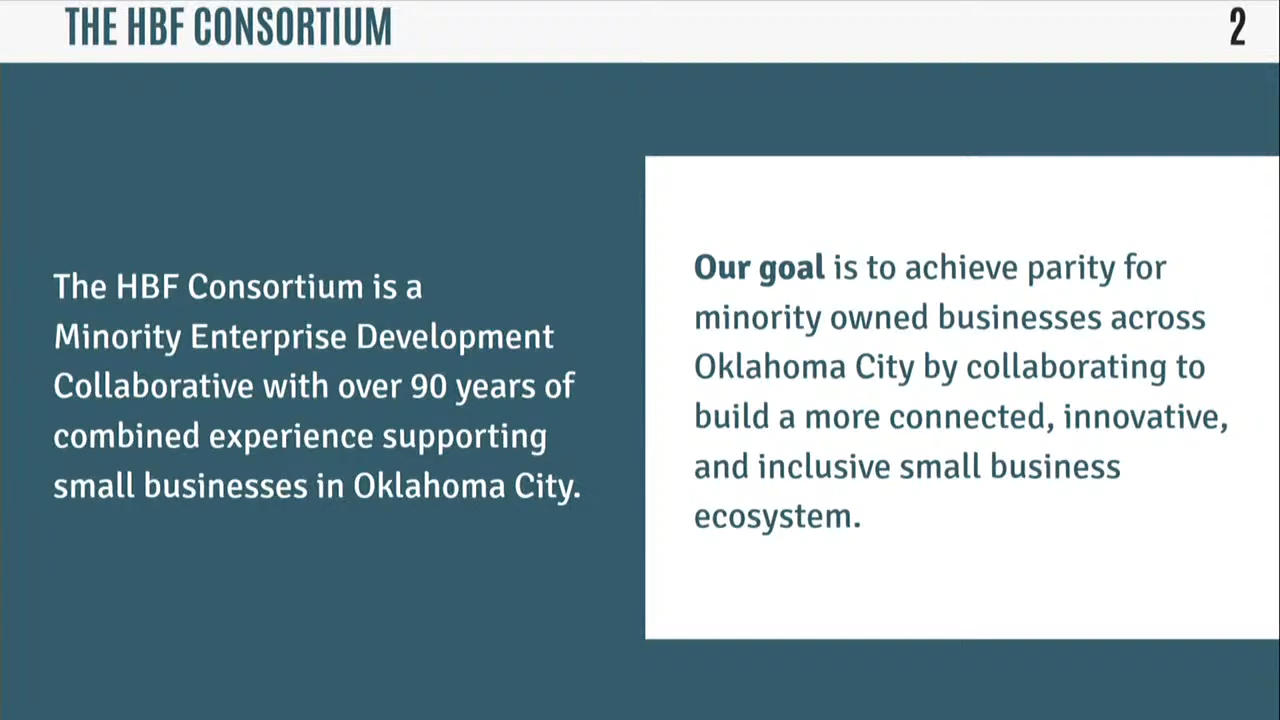 THE HBF CONSORTIUM
2
The HBF Consortium is a
Minority Enterprise Development
Collaborative with over 90 years of
combined experience supporting
small businesses in Oklahoma City.
Our goal is to achieve parity for
minority owned businesses across
Oklahoma City by collaborating to
build a more connected, innovative,
and inclusive small business
ecosystem.